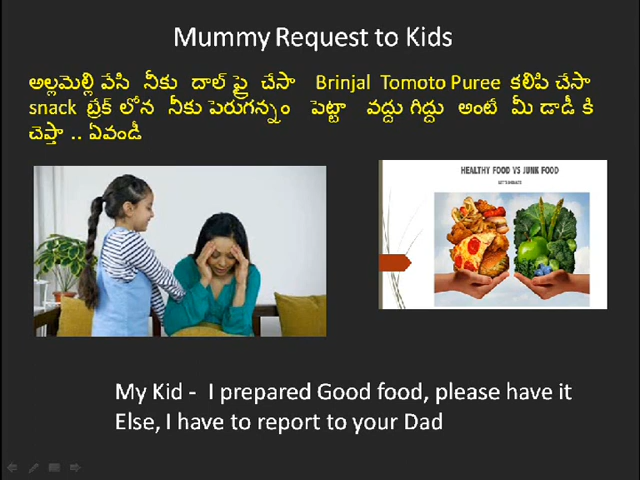 Mummy Request to Kids
అల్లమెల్లి వేసి నీకు దాల్ ఫ్రై చేసా Brinjal Tomoto Puree కలిపి చేసా
snack బ్రేక్ లోన నీకు పెరుగన్నం పెట్టా వద్దు గిద్దు అంటే మీ డాడీ కి
చెప్తా .. ఏవండీ
HEALTHY FOOD VS JUNK FOOD
My Kid - I prepared Good food, please have it
Else, I have to report to your Dad